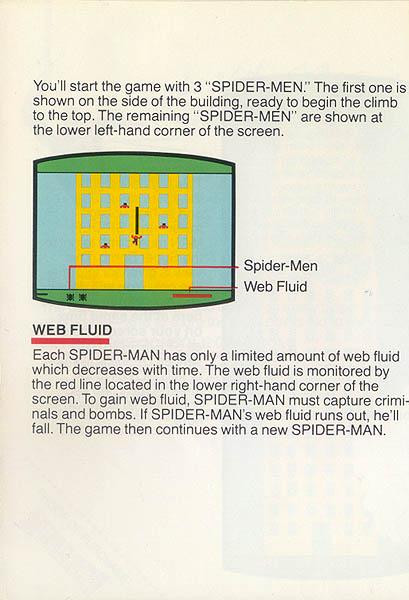 You'll start the game with 3 "SPIDER-MEN." The first one is
shown on the side of the building, ready to begin the climb
to the top. The remaining "SPIDER-MEN" are shown at
the lower left-hand corner of the screen.
Spider-Men
Web Fluid
WEB FLUID
Each SPIDER-MAN has only a limited amount of web fluid
which decreases with time. The web fluid is monitored by
the red line located in the lower right-hand corner of the
screen. To gain web fluid, SPIDER-MAN must capture crimi-
nals and bombs. If SPIDER-MAN's web fluid runs out, he'll
fall. The game then continues with a new SPIDER-MAN.